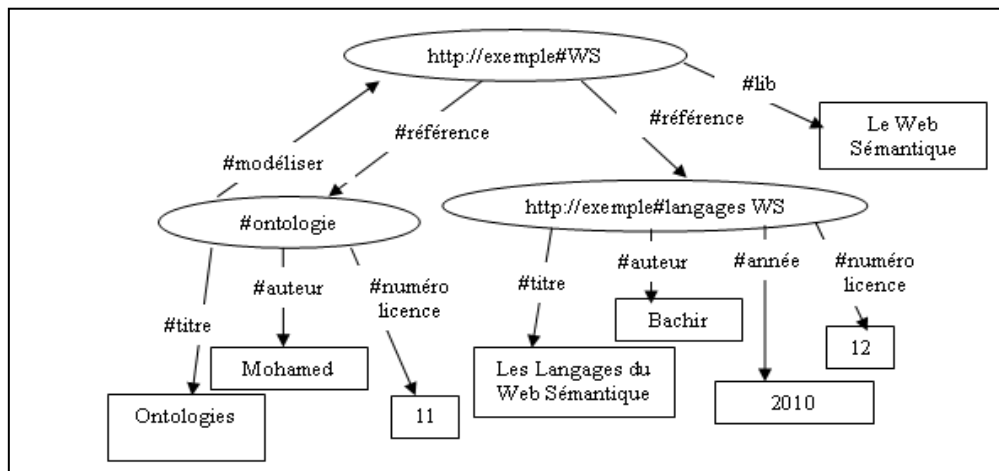 http://exemple#WS
#lib
#référence
#référence
Le Web
Sémantique
#modéliser
#ontologie
http://exemple#langages WS
#titre
#auteur
#numéro
licence
#titre
#auteur
#année
#numéro
licence
Ontologies
Mohamed
11
Les Langages du
Web Sémantique
Bachir
2010
12